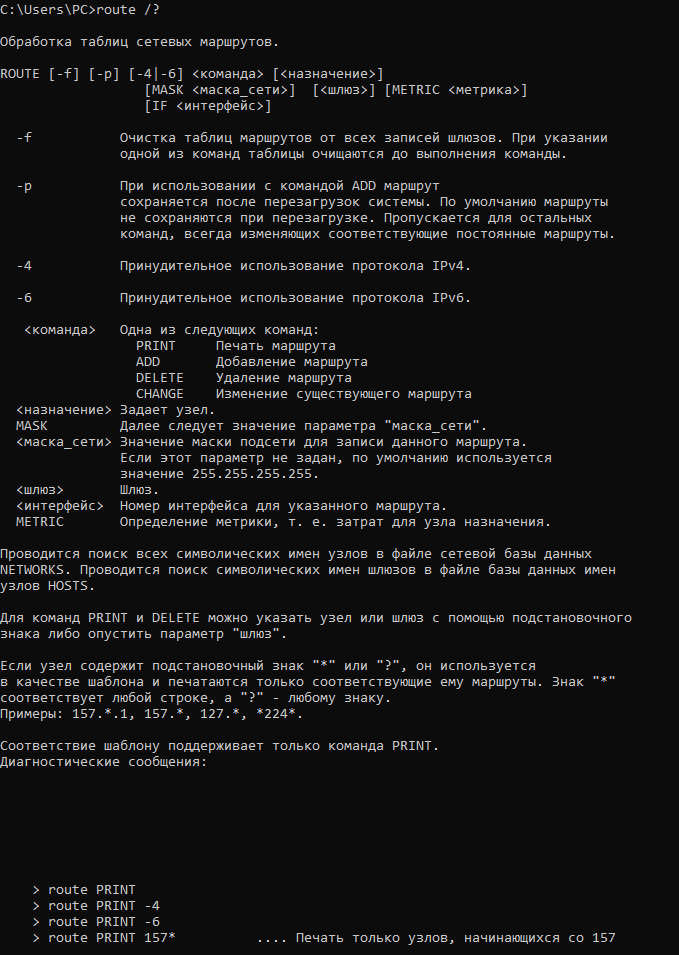 C:\Users\PC>route /?
Обработка таблиц сетевых маршрутов.
ROUTE [-f] [-p] [-4|-6] <команда> [<назначение>]
[MASK <маска_сети>] [<шлюз>] [METRIC <метрика>]
[IF <интерфейс>]
-f Очистка таблиц маршрутов от всех записей шлюзов. При указании
одной из команд таблицы очищаются до выполнения команды.
-p При использовании с командой ADD маршрут
сохраняется после перезагрузок системы. По умолчанию маршруты
не сохраняются при перезагрузке. Пропускается для остальных
команд, всегда изменяющих соответствующие постоянные маршруты.
-4 Принудительное использование протокола IPv4.
-6 Принудительное использование протокола IPv6.
<команда> Одна из следующих команд:
PRINT Печать маршрута
ADD Добавление маршрута
DELETE Удаление маршрута
CHANGE Изменение существующего маршрута
<назначение> Задает узел.
MASK Далее следует значение параметра "маска_сети".
<маска_сети> Значение маски подсети для записи данного маршрута.
Если этот параметр не задан, по умолчанию используется
значение 255.255.255.255.
<шлюз> Шлюз.
<интерфейс> Номер интерфейса для указанного маршрута.
METRIC Определение метрики, т. е. затрат для узла назначения.
Проводится поиск всех символических имен узлов в файле сетевой базы данных
NETWORKS. Проводится поиск символических имен шлюзов в файле базы данных имен
узлов HOSTS.
Для команд PRINT и DELETE можно указать узел или шлюз с помощью подстановочного
знака либо опустить параметр "шлюз".
Если узел содержит подстановочный знак "*" или "?", он используется
в качестве шаблона и печатаются только соответствующие ему маршруты. Знак "*"
соответствует любой строке, а "?" - любому знаку.
Примеры: 157.*.1, 157.*, 127.*, *224*.
Соответствие шаблону поддерживает только команда PRINT.
Диагностические сообщения:
> route PRINT
> route PRINT -4
> route PRINT -6
> route PRINT 157* .... Печать только узлов, начинающихся со 157